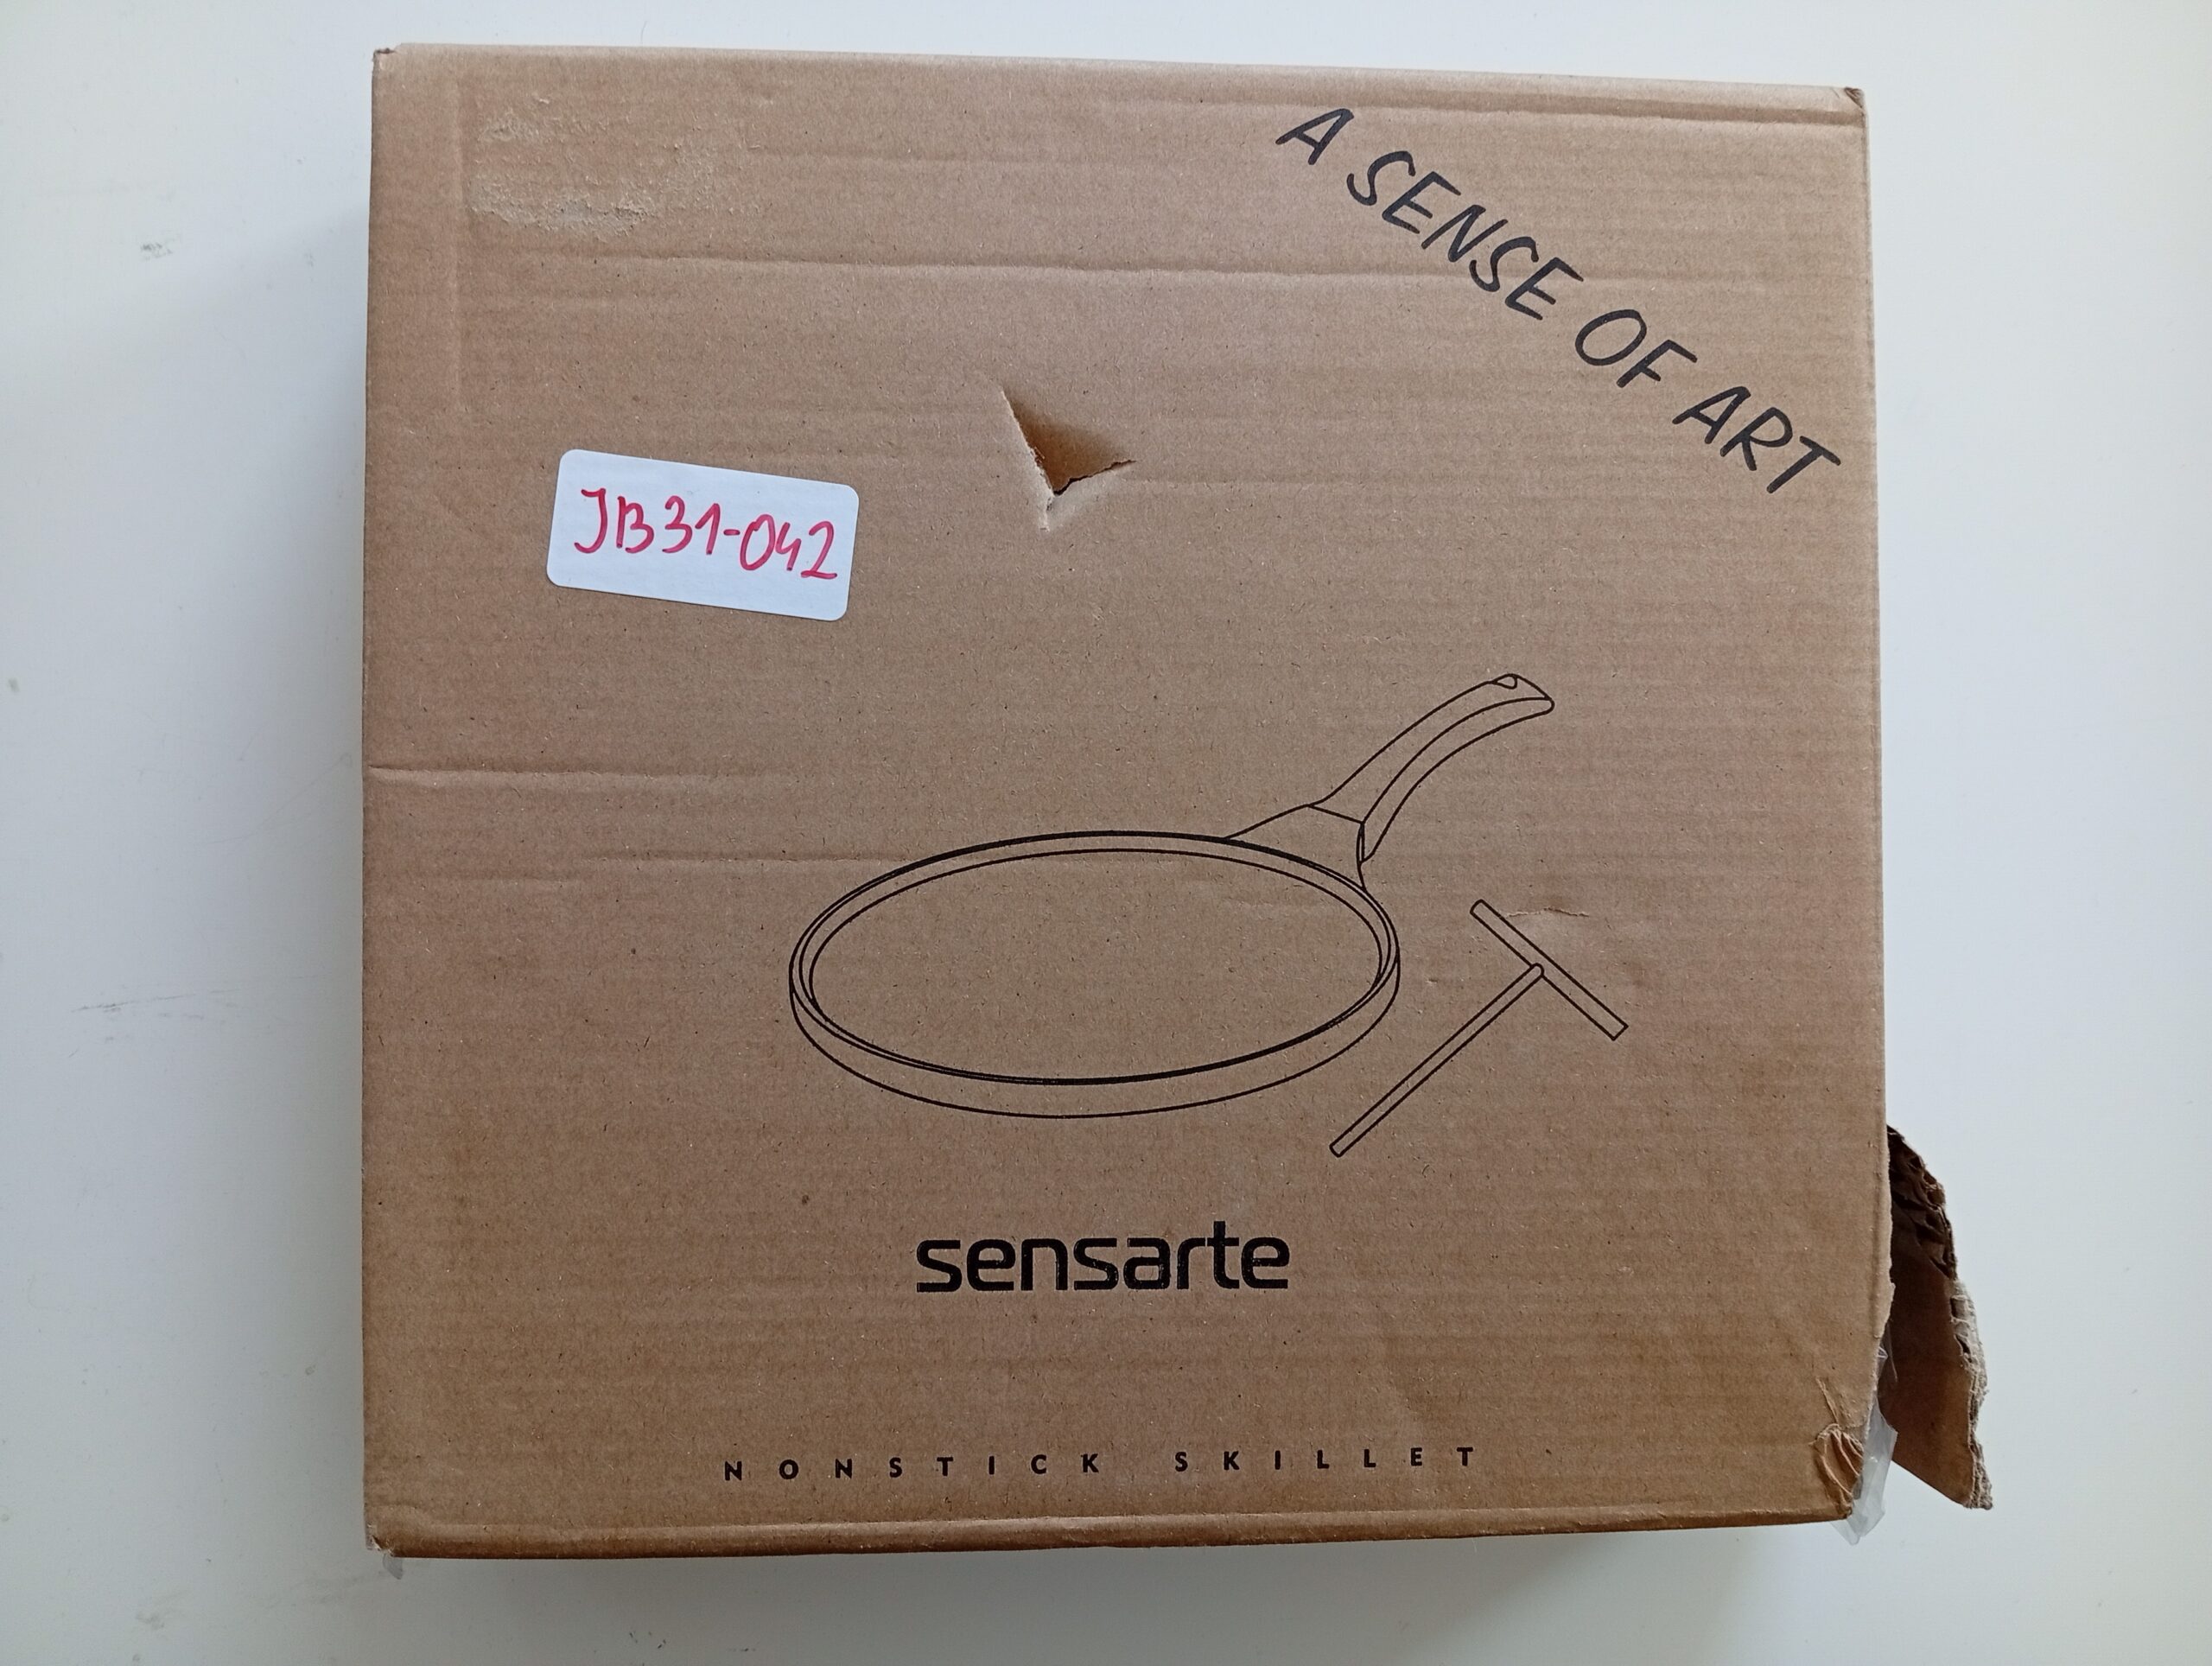 A SENSE OF ART
JB31-042
sensarte
NONSTICK SKILLET